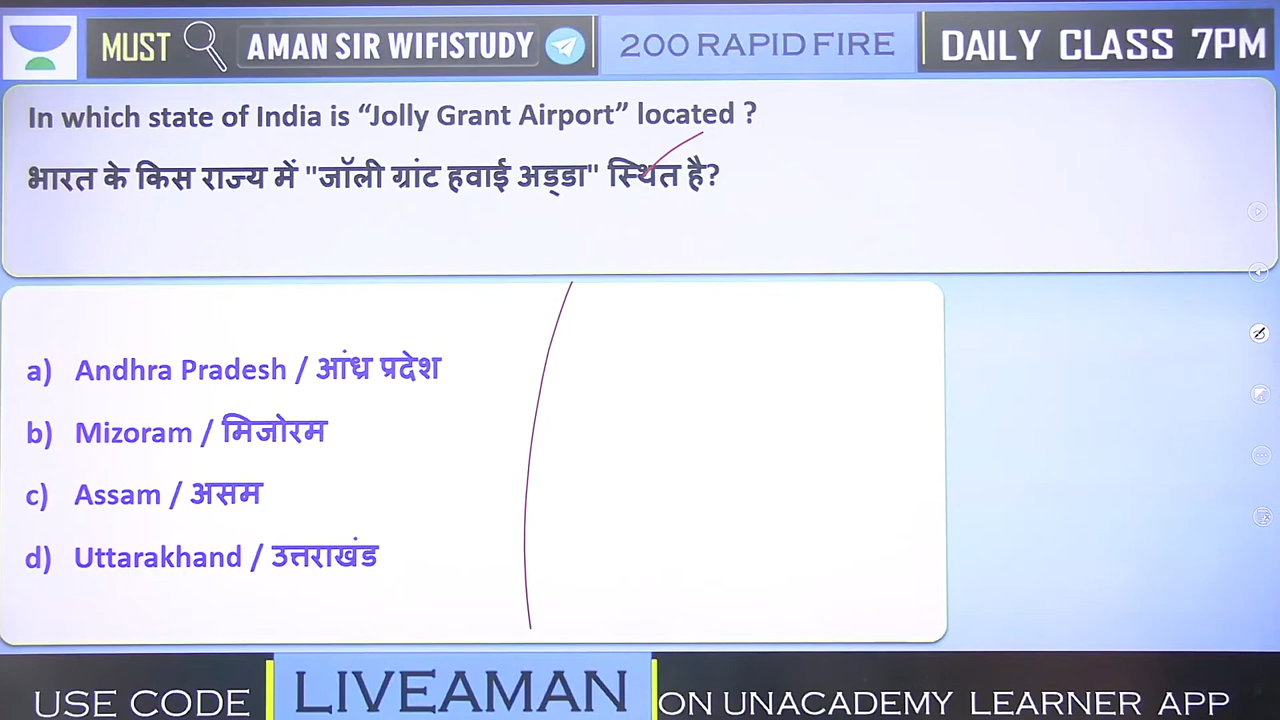 MUST AMAN SIR WIFISTUDY 200 RAPID FIRE DAILY CLASS 7PM
In which state of India is “Jolly Grant Airport” located ?
भारत के किस राज्य में "जॉली ग्रांट हवाई अड्डा" स्थित है?
a) Andhra Pradesh / आंध्र प्रदेश
b) Mizoram / मिजोरम
c) Assam / असम
d) Uttarakhand / उत्तराखंड
USE CODE LIVEAMAN ON UNACADEMY LEARNER APP